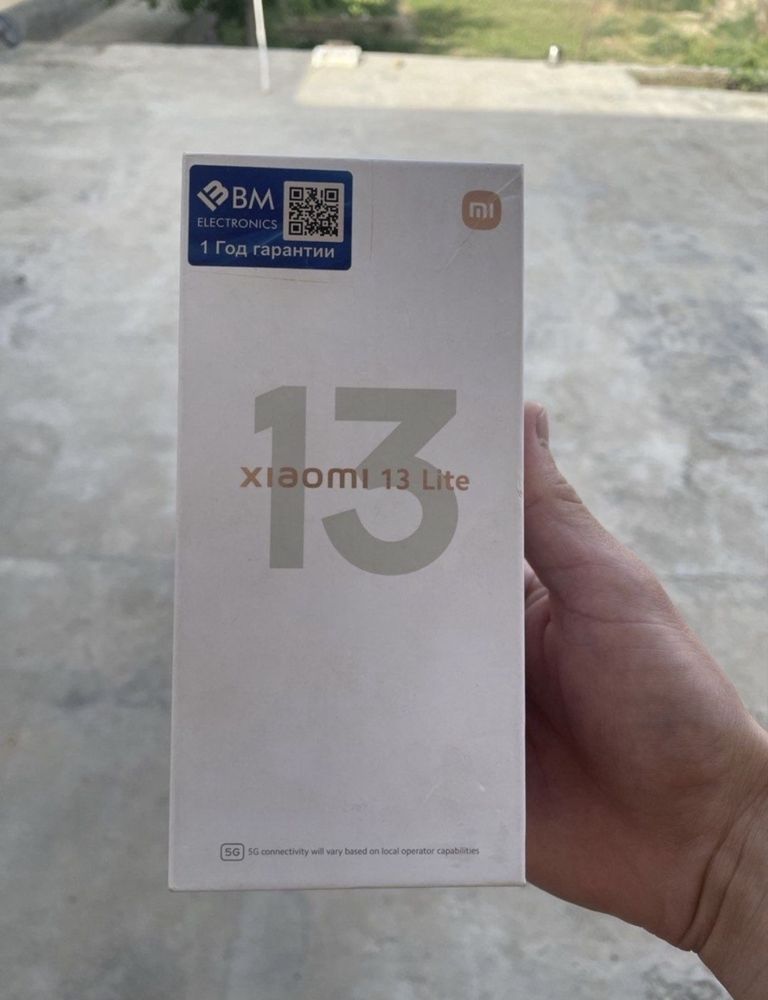 BM
ELECTRONICS
1 Год гарантии
mi
13
xiaomi 13 Lite
5G 5G connectivity will vary based on local operator capabilities